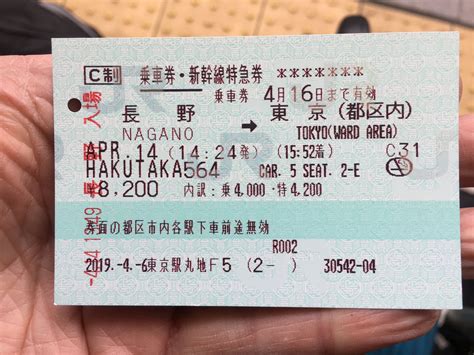 C制 乗車券・新幹線特急券 *******
乗車券 4月16日まで有効
長野 → 東京(都区内)
NAGANO TOKYO(WARD AREA)
APR.14 (14:24発) (15:52着) C31
HAKUTAKA564 CAR. 5 SEAT. 2-E
¥8,200 内訳:乗4,000・特4,200
券面の都区市内各駅下車前途無効
R002
2019.-4.-6東京駅丸地F5 (2-) 30542-04
長野 入場